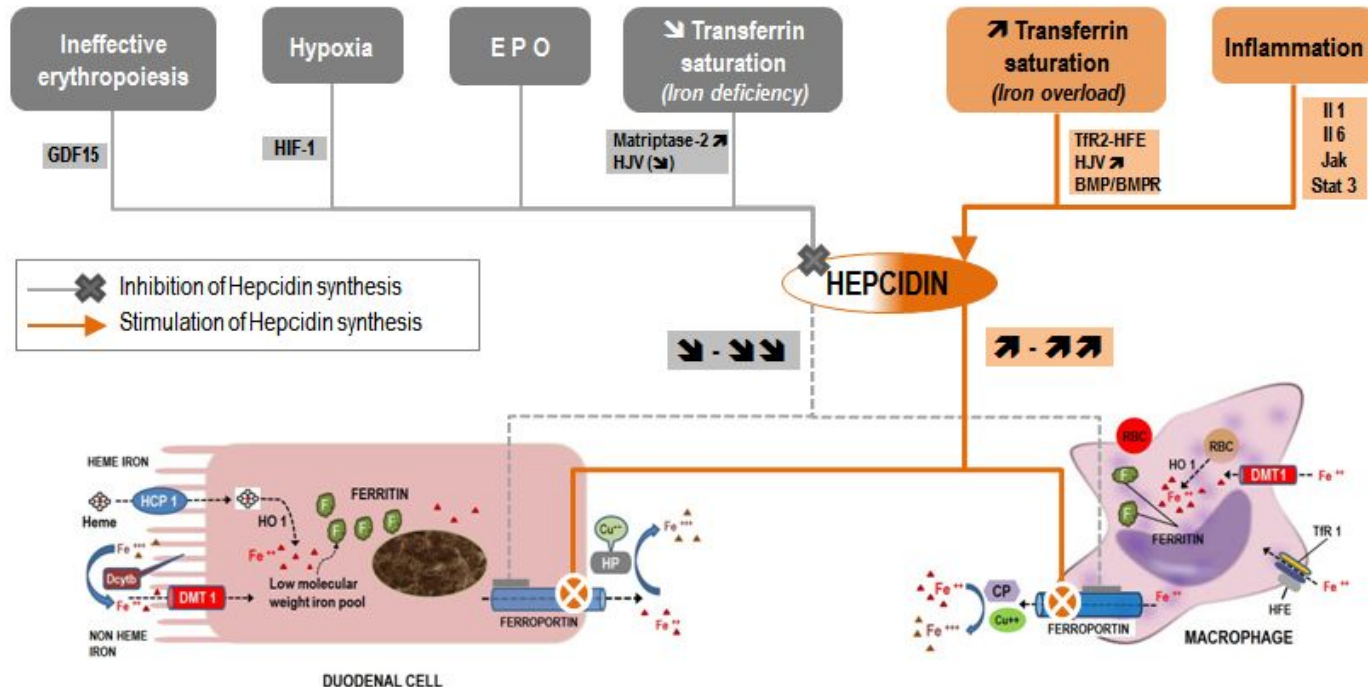 Ineffective
erythropoiesis
Hypoxia
E P O
↘ Transferrin
saturation
(Iron deficiency)
↗ Transferrin
saturation
(Iron overload)
Inflammation
GDF15
HIF-1
Matriptase-2 ↗
HJV (↘)
TfR2-HFE
HJV ↗
BMP/BMPR
Il 1
Il 6
Jak
Stat 3
Inhibition of Hepcidin synthesis
Stimulation of Hepcidin synthesis
HEPCIDIN
↘ - ↘↘
↗ - ↗↗
HEME IRON
Heme
HCP 1
HO 1
Fe +++
Dcytb
Fe ++
DMT 1
NON HEME
IRON
Fe ++
Low molecular
weight iron pool
FERRITIN
F
F
F
F
F
FERROPORTIN
Cu++
HP
Fe +++
Fe ++
DUODENAL CELL
RBC
RBC
HO 1
F
F
Fe ++
DMT1
Fe ++
FERRITIN
TfR 1
Fe ++
HFE
Fe ++
CP
Cu++
Fe +++
Fe ++
FERROPORTIN
MACROPHAGE